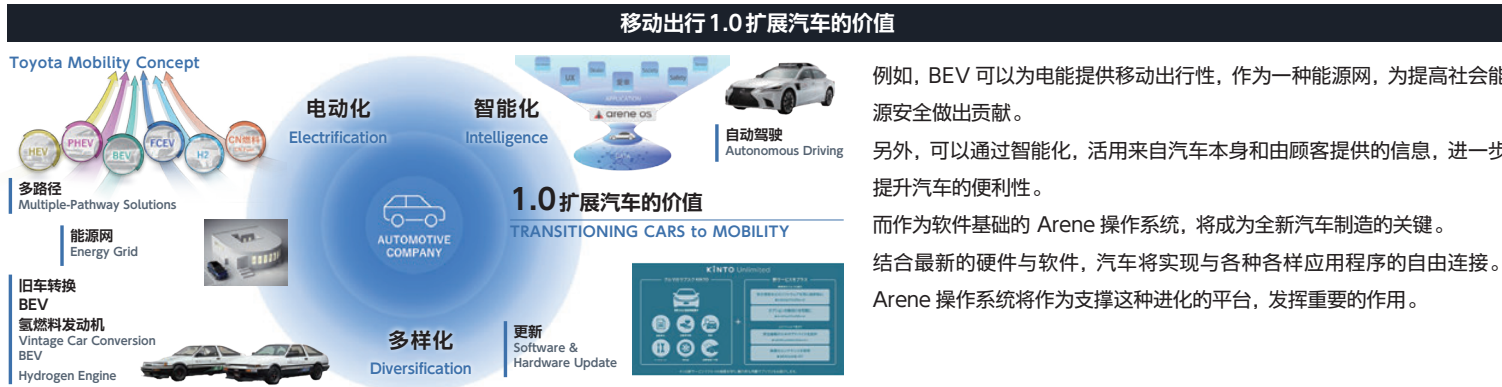 移动出行1.0扩展汽车的价值
Toyota Mobility Concept
HEV
PHEV
BEV
FCEV
H2
CN燃料
多路径
Multiple-Pathway Solutions
能源网
Energy Grid
旧车转换
BEV
氢燃料发动机
Vintage Car Conversion
BEV
Hydrogen Engine
电动化
Electrification
智能化
Intelligence
UX
Safety
APPLICATION
arene os
自动驾驶
Autonomous Driving
AUTOMOTIVE
COMPANY
1.0扩展汽车的价值
TRANSITIONING CARS to MOBILITY
多样化
Diversification
更新
Software &
Hardware Update
KINTO Unlimited
例如，BEV 可以为电能提供移动出行性，作为一种能源网，为提高社会能
源安全做出贡献。
另外，可以通过智能化，活用来自汽车本身和由顾客提供的信息，进一步
提升汽车的便利性。
而作为软件基础的 Arene 操作系统，将成为全新汽车制造的关键。
结合最新的硬件与软件，汽车将实现与各种各样应用程序的自由连接。
Arene 操作系统将作为支撑这种进化的平台，发挥重要的作用。